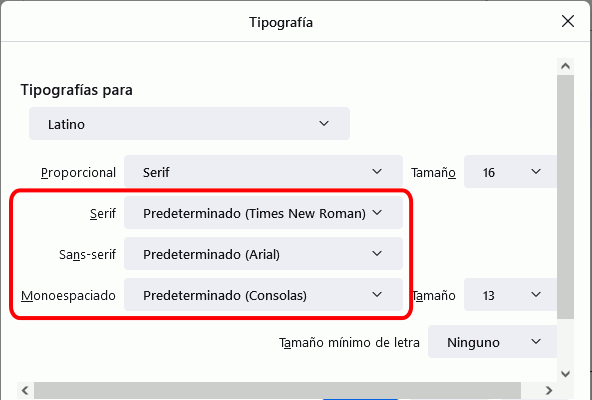 Tipografía
Tipografías para
Latino
Proporcional Serif Tamaño 16
Serif Predeterminado (Times New Roman)
Sans-serif Predeterminado (Arial)
Monoespaciado Predeterminado (Consolas) Tamaño 13
Tamaño mínimo de letra Ninguno